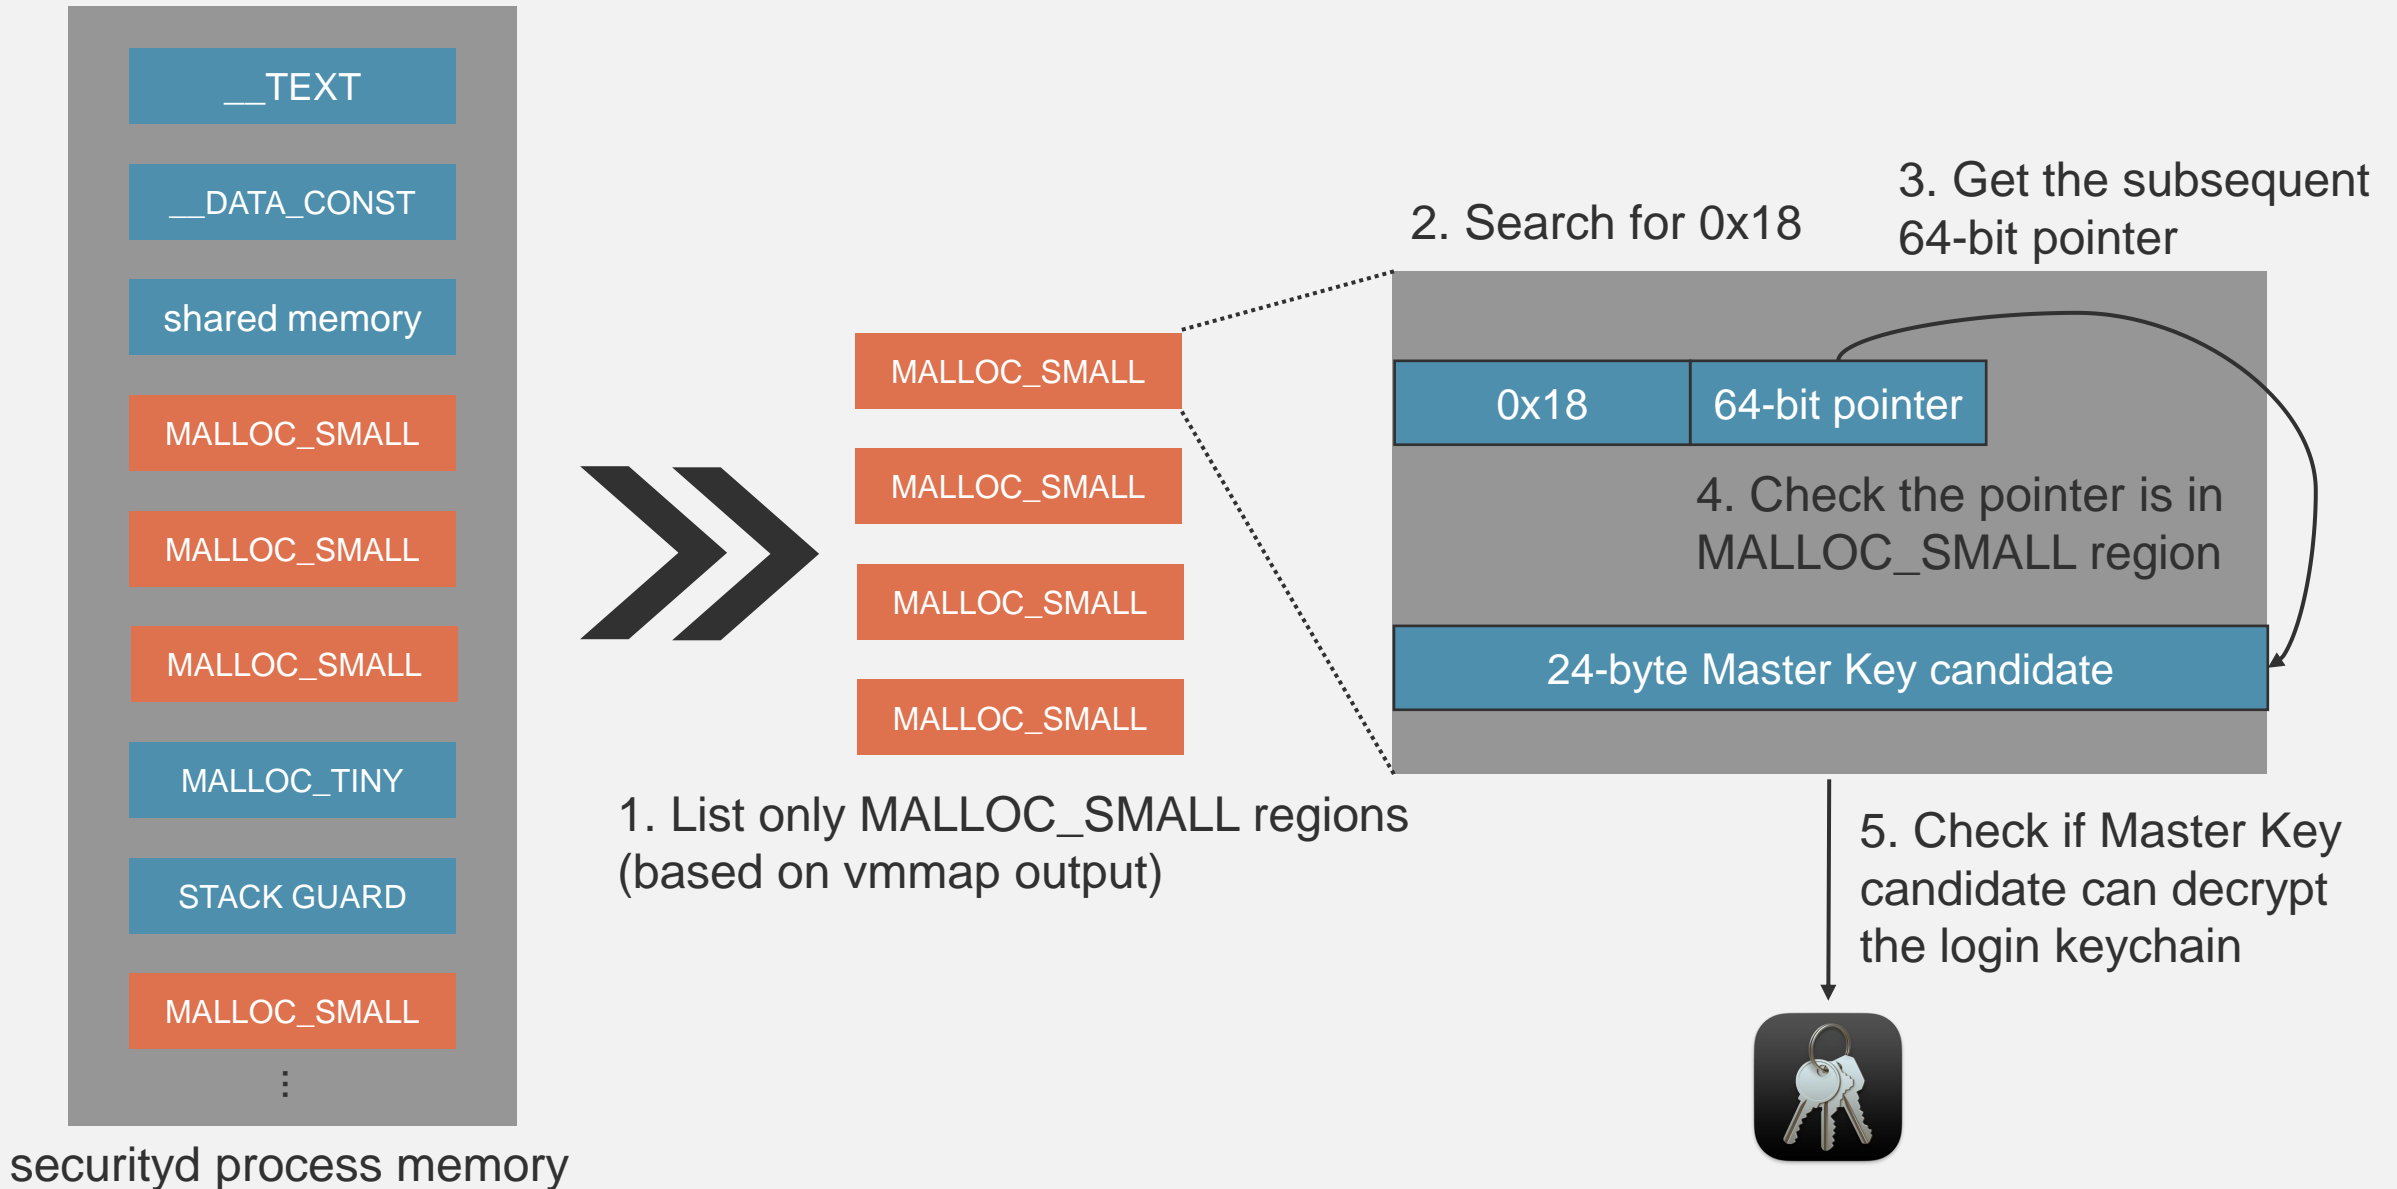 __TEXT
__DATA_CONST
shared memory
MALLOC_SMALL
MALLOC_SMALL
MALLOC_SMALL
MALLOC_TINY
STACK GUARD
MALLOC_SMALL
...
securityd process memory
MALLOC_SMALL
MALLOC_SMALL
MALLOC_SMALL
MALLOC_SMALL
1. List only MALLOC_SMALL regions
(based on vmmap output)
2. Search for 0x18
3. Get the subsequent
64-bit pointer
0x18
64-bit pointer
4. Check the pointer is in
MALLOC_SMALL region
24-byte Master Key candidate
5. Check if Master Key
candidate can decrypt
the login keychain